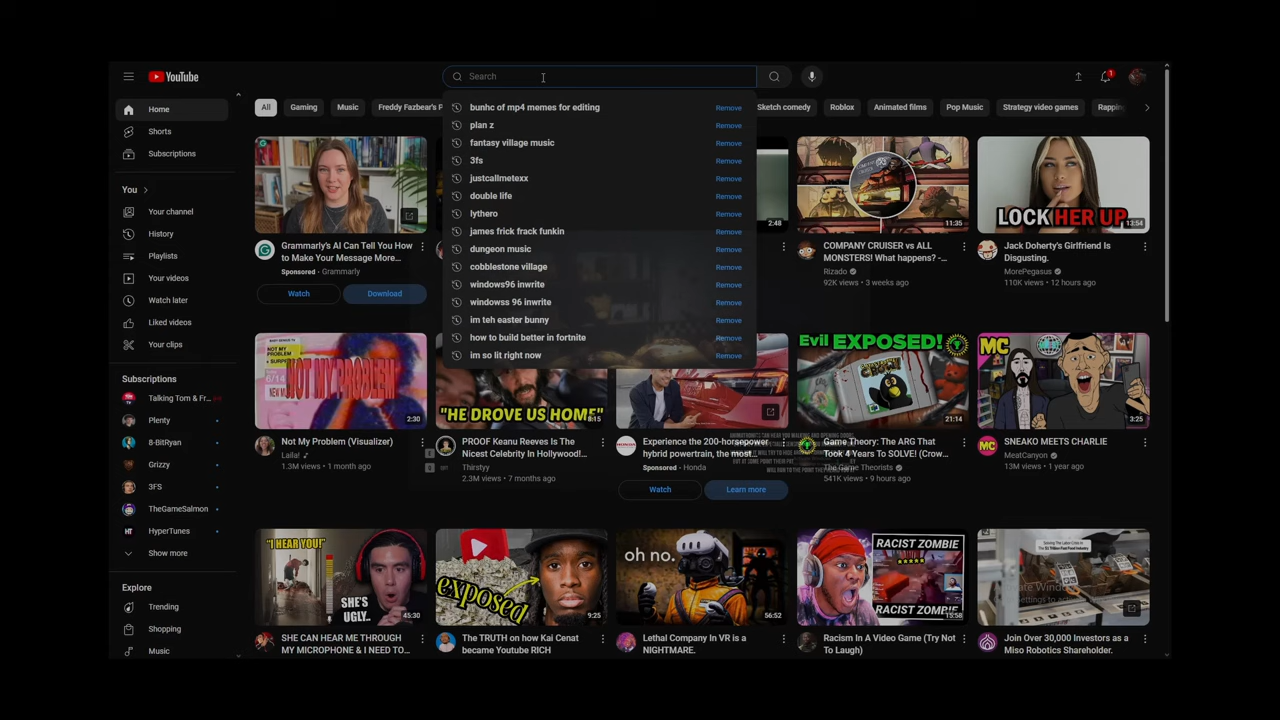 YouTube
Search
1
All
Gaming
Music
Freddy Fazbear's P
Sketch comedy
Roblox
Animated films
Pop Music
Strategy video games
Rappin
Home
Shorts
Subscriptions
You
Your channel
History
Playlists
Your videos
Watch later
Liked videos
Your clips
Subscriptions
Talking Tom & Fr...
Plenty
8-BitRyan
Grizzy
3FS
TheGameSalmon
HyperTunes
Show more
Explore
Trending
Shopping
Music
bunhc of mp4 memes for editing Remove
plan z Remove
fantasy village music Remove
3fs Remove
justcallmetexx Remove
double life Remove
lythero Remove
james frick frack funkin Remove
dungeon music Remove
cobblestone village Remove
windows96 inwrite Remove
windowss 96 inwrite Remove
im teh easter bunny Remove
how to build better in fortnite Remove
im so lit right now Remove
Grammarly's AI Can Tell You How
to Make Your Message More...
Sponsored · Grammarly
Watch
Download
2:48
11:35
COMPANY CRUISER vs ALL
MONSTERS! What happens? -...
Rizado
92K views · 3 weeks ago
LOCK HER UP
13:54
Jack Doherty's Girlfriend Is
Disgusting.
MorePegasus
110K views · 12 hours ago
NOT MY PROBLEM
2:30
Not My Problem (Visualizer)
Laila!
1.3M views · 1 month ago
"HE DROVE US HOME"
8:15
PROOF Keanu Reeves Is The
Nicest Celebrity In Hollywood!...
Thirstyy
2.3M views · 7 months ago
Experience the 200-horsepower
hybrid powertrain, the most...
Sponsored · Honda
Watch
Learn more
Evil EXPOSED!
21:14
Game Theory: The ARG That
Took 4 Years To SOLVE! (Crow...
The Game Theorists
541K views · 9 hours ago
MC
3:25
SNEAKO MEETS CHARLIE
MeatCanyon
13M views · 1 year ago
"I HEAR YOU!"
SHE'S
UGLY...
45:30
SHE CAN HEAR ME THROUGH
MY MICROPHONE & I NEED TO...
exposed
9:25
The TRUTH on how Kai Cenat
became Youtube RICH
oh no.
56:52
Lethal Company In VR is a
NIGHTMARE.
RACIST ZOMBIE
RACIST ZOMBIE
15:58
Racism In A Video Game (Try Not
To Laugh)
Join Over 30,000 Investors as a
Miso Robotics Shareholder.